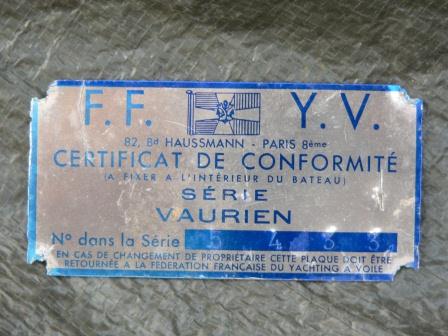 F. F. Y. V.
82, Bd HAUSSMANN - PARIS 8ème
CERTIFICAT DE CONFORMITÉ
(A FIXER A L'INTÉRIEUR DU BATEAU)
SÉRIE
VAURIEN
No dans la Série 5 4 3 3
EN CAS DE CHANGEMENT DE PROPRIÉTAIRE CETTE PLAQUE DOIT ÊTRE
RETOURNÉE A LA FÉDÉRATION FRANÇAISE DU YACHTING A VOILE